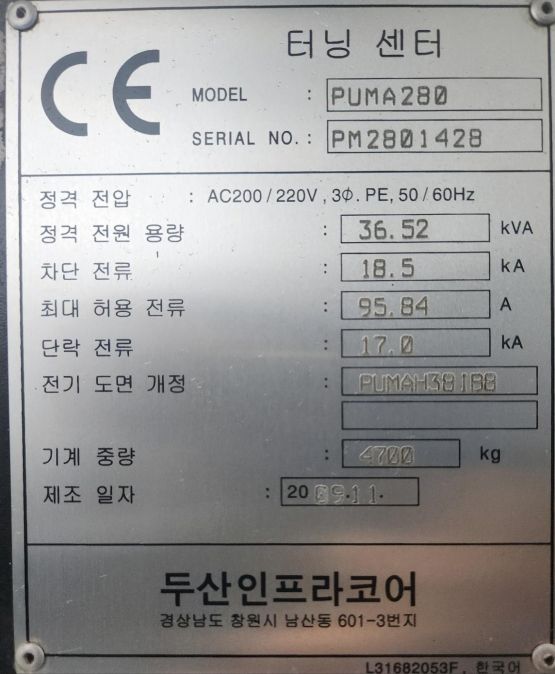 CE
터닝 센터
MODEL : PUMA280
SERIAL NO. : PM2801428
정격 전압 : AC200/220V, 3Φ. PE, 50/60Hz
정격 전원 용량 : 36.52 kVA
차단 전류 : 18.5 kA
최대 허용 전류 : 95.84 A
단락 전류 : 17.0 kA
전기 도면 개정 : PUMAH381B8
기계 중량 : 4700 kg
제조 일자 : 2009.11.
두산인프라코어
경상남도 창원시 남산동 601-3번지
L31682053F, 한국어